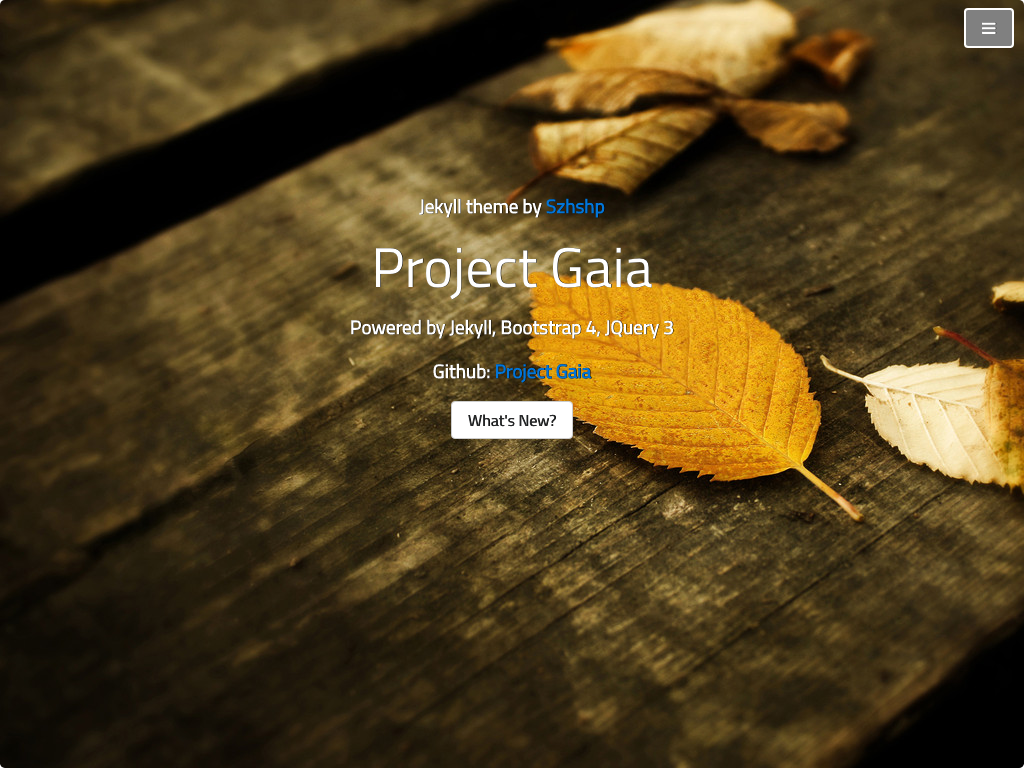 Jekyll theme by Szhshp
Project Gaia
Powered by Jekyll, Bootstrap 4, JQuery 3
Github: Project Gaia
What's New?